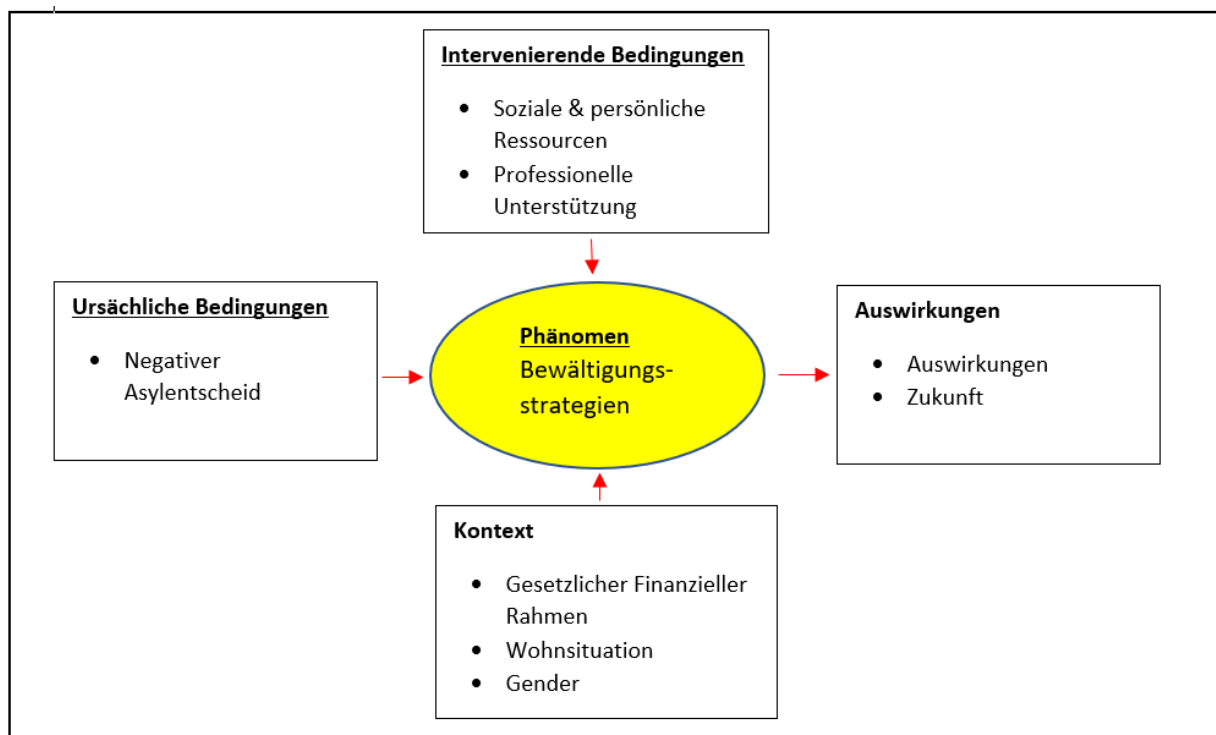 Intervenierende Bedingungen
• Soziale & persönliche
Ressourcen
• Professionelle
Unterstützung
Ursächliche Bedingungen
• Negativer
Asylentscheid
Phänomen
Bewältigungs-
strategien
Auswirkungen
• Auswirkungen
• Zukunft
Kontext
• Gesetzlicher Finanzieller
Rahmen
• Wohnsituation
• Gender